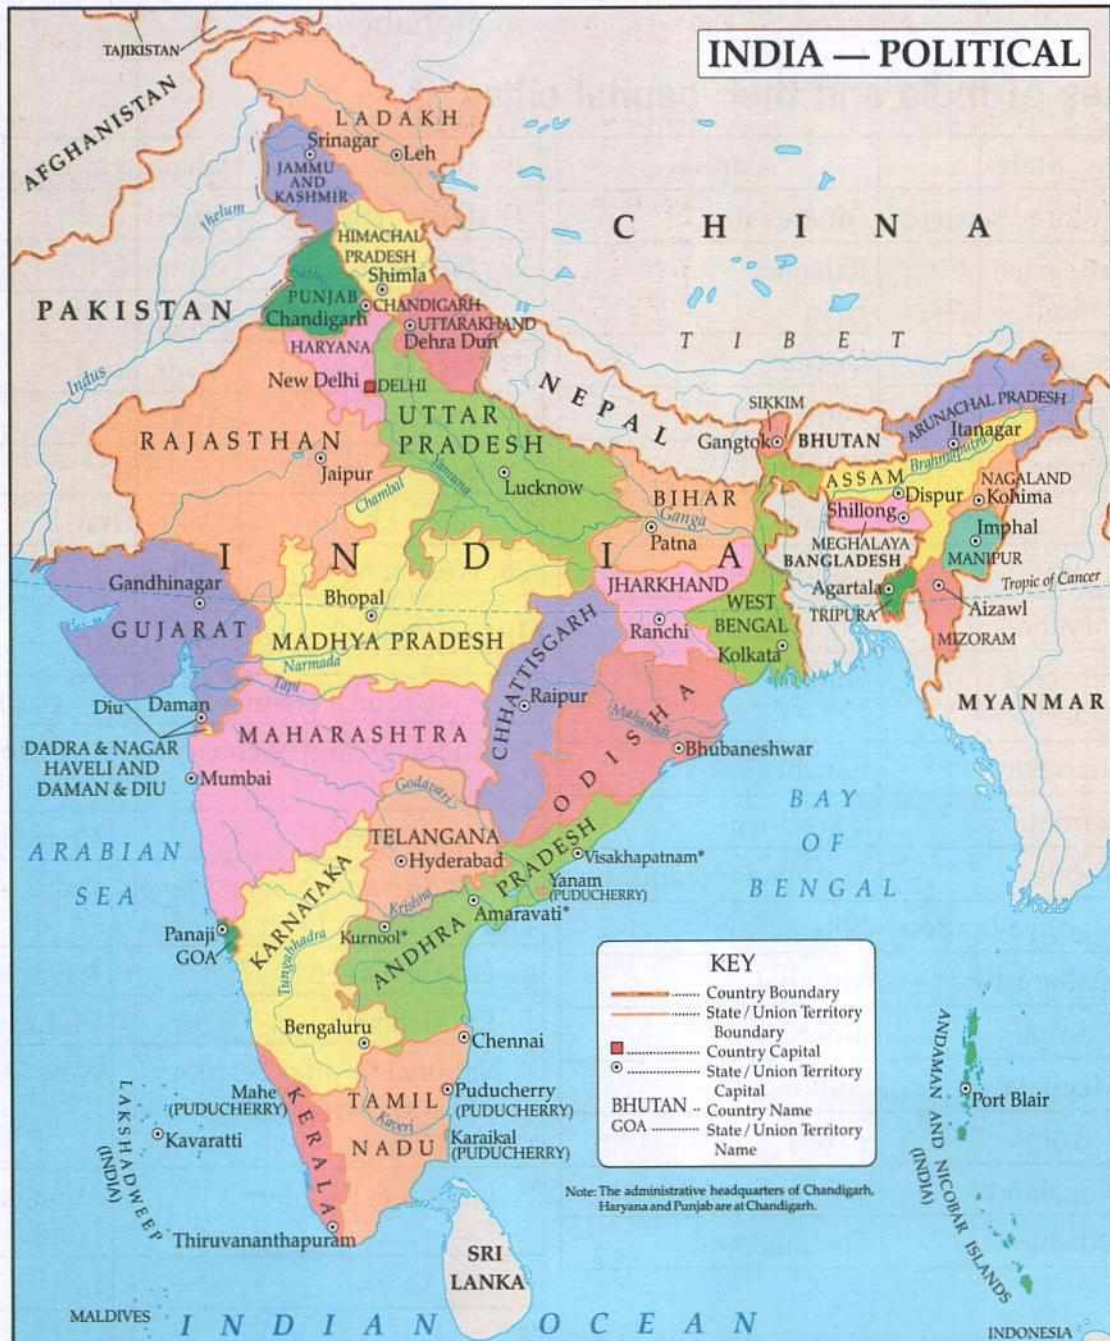 INDIA — POLITICAL
TAJIKISTAN
AFGHANISTAN
LADAKH
Srinagar
Leh
JAMMU
AND
KASHMIR
CHINA
Jhelum
HIMACHAL
PRADESH
Shimla
PAKISTAN
PUNJAB
Chandigarh
CHANDIGARH
UTTARAKHAND
Dehra Dun
TIBET
HARYANA
Indus
New Delhi
DELHI
NEPAL
SIKKIM
Gangtok
BHUTAN
ARUNACHAL PRADESH
Itanagar
Brahmaputra
RAJASTHAN
Jaipur
UTTAR
PRADESH
Lucknow
Yamuna
Chambal
BIHAR
Ganga
Patna
ASSAM
Dispur
NAGALAND
Kohima
Shillong
MEGHALAYA
Imphal
MANIPUR
BANGLADESH
INDIA
Gandhinagar
GUJARAT
Bhopal
MADHYA PRADESH
Narmada
Tapi
JHARKHAND
Ranchi
WEST
BENGAL
Kolkata
Agartala
TRIPURA
Aizawl
MIZORAM
Tropic of Cancer
MYANMAR
CHHATTISGARH
Raipur
ODISHA
Mahanadi
Bhubaneshwar
Diu
Daman
DADRA & NAGAR
HAVELI AND
DAMAN & DIU
MAHARASHTRA
Mumbai
Godavari
TELANGANA
Hyderabad
ARABIAN
SEA
BAY
OF
BENGAL
ANDHRA PRADESH
Visakhapatnam*
Yanam
(PUDUCHERRY)
Amaravati*
Krishna
Kurnool*
KARNATAKA
Tungabhadra
Panaji
GOA
Bengaluru
Chennai
Mahe
(PUDUCHERRY)
KERALA
TAMIL
NADU
Kaveri
Puducherry
(PUDUCHERRY)
Karaikal
(PUDUCHERRY)
LAKSHADWEEP
(INDIA)
Kavaratti
Thiruvananthapuram
SRI
LANKA
MALDIVES
INDIAN OCEAN
INDONESIA
ANDAMAN AND NICOBAR ISLANDS
(INDIA)
Port Blair
KEY
Country Boundary
State / Union Territory
Boundary
Country Capital
State / Union Territory
Capital
BHUTAN .. Country Name
GOA ........ State / Union Territory
Name
Note: The administrative headquarters of Chandigarh,
Haryana and Punjab are at Chandigarh.